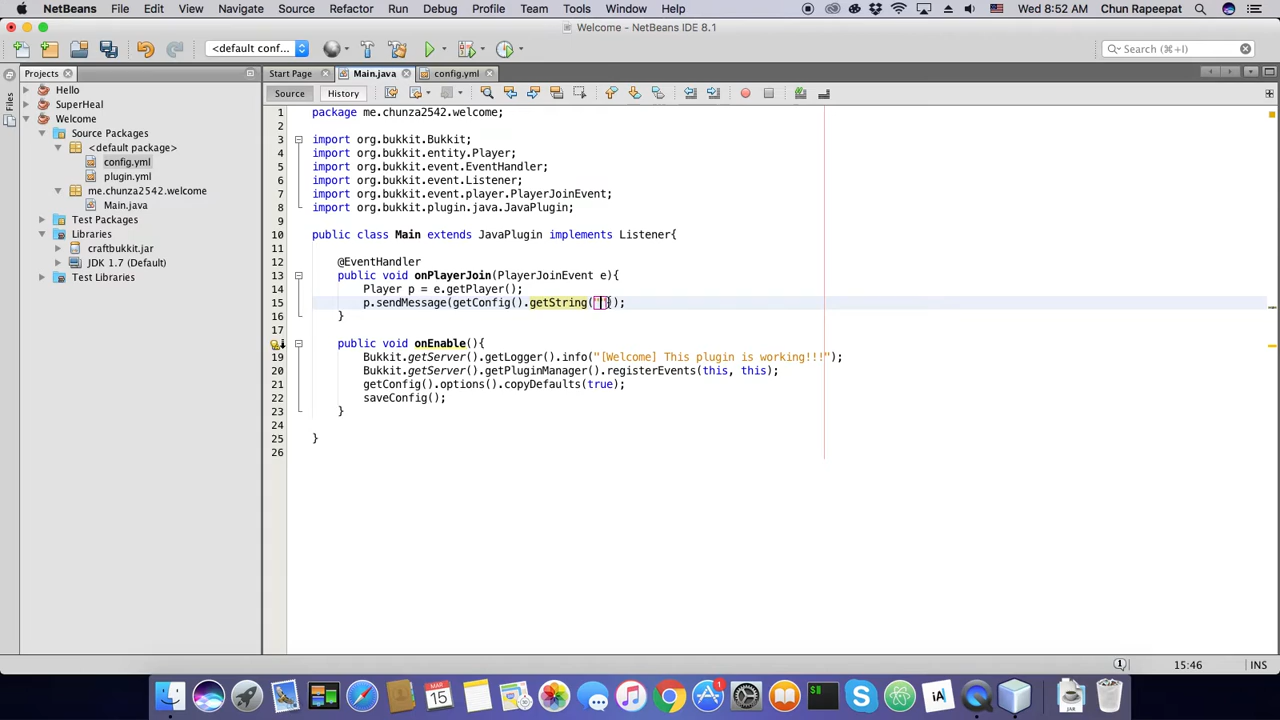 NetBeans File Edit View Navigate Source Refactor Run Debug Profile Team Tools Window Help Wed 8:52 AM Chun Rapeepat
Welcome - NetBeans IDE 8.1
<default conf... Search (⌘+I)
Projects Start Page Main.java config.yml
Files
Source History
Hello
SuperHeal
Welcome
Source Packages
<default package>
config.yml
plugin.yml
me.chunza2542.welcome
Main.java
Test Packages
Libraries
craftbukkit.jar
JDK 1.7 (Default)
Test Libraries
1 package me.chunza2542.welcome;
2
3 import org.bukkit.Bukkit;
4 import org.bukkit.entity.Player;
5 import org.bukkit.event.EventHandler;
6 import org.bukkit.event.Listener;
7 import org.bukkit.event.player.PlayerJoinEvent;
8 import org.bukkit.plugin.java.JavaPlugin;
9
10 public class Main extends JavaPlugin implements Listener{
11
12 @EventHandler
13 public void onPlayerJoin(PlayerJoinEvent e){
14 Player p = e.getPlayer();
15 p.sendMessage(getConfig().getString(""));
16 }
17
public void onEnable(){
19 Bukkit.getServer().getLogger().info("[Welcome] This plugin is working!!!");
20 Bukkit.getServer().getPluginManager().registerEvents(this, this);
21 getConfig().options().copyDefaults(true);
22 saveConfig();
23 }
24
25 }
26
15:46 INS
MAR
15
iA
JAR